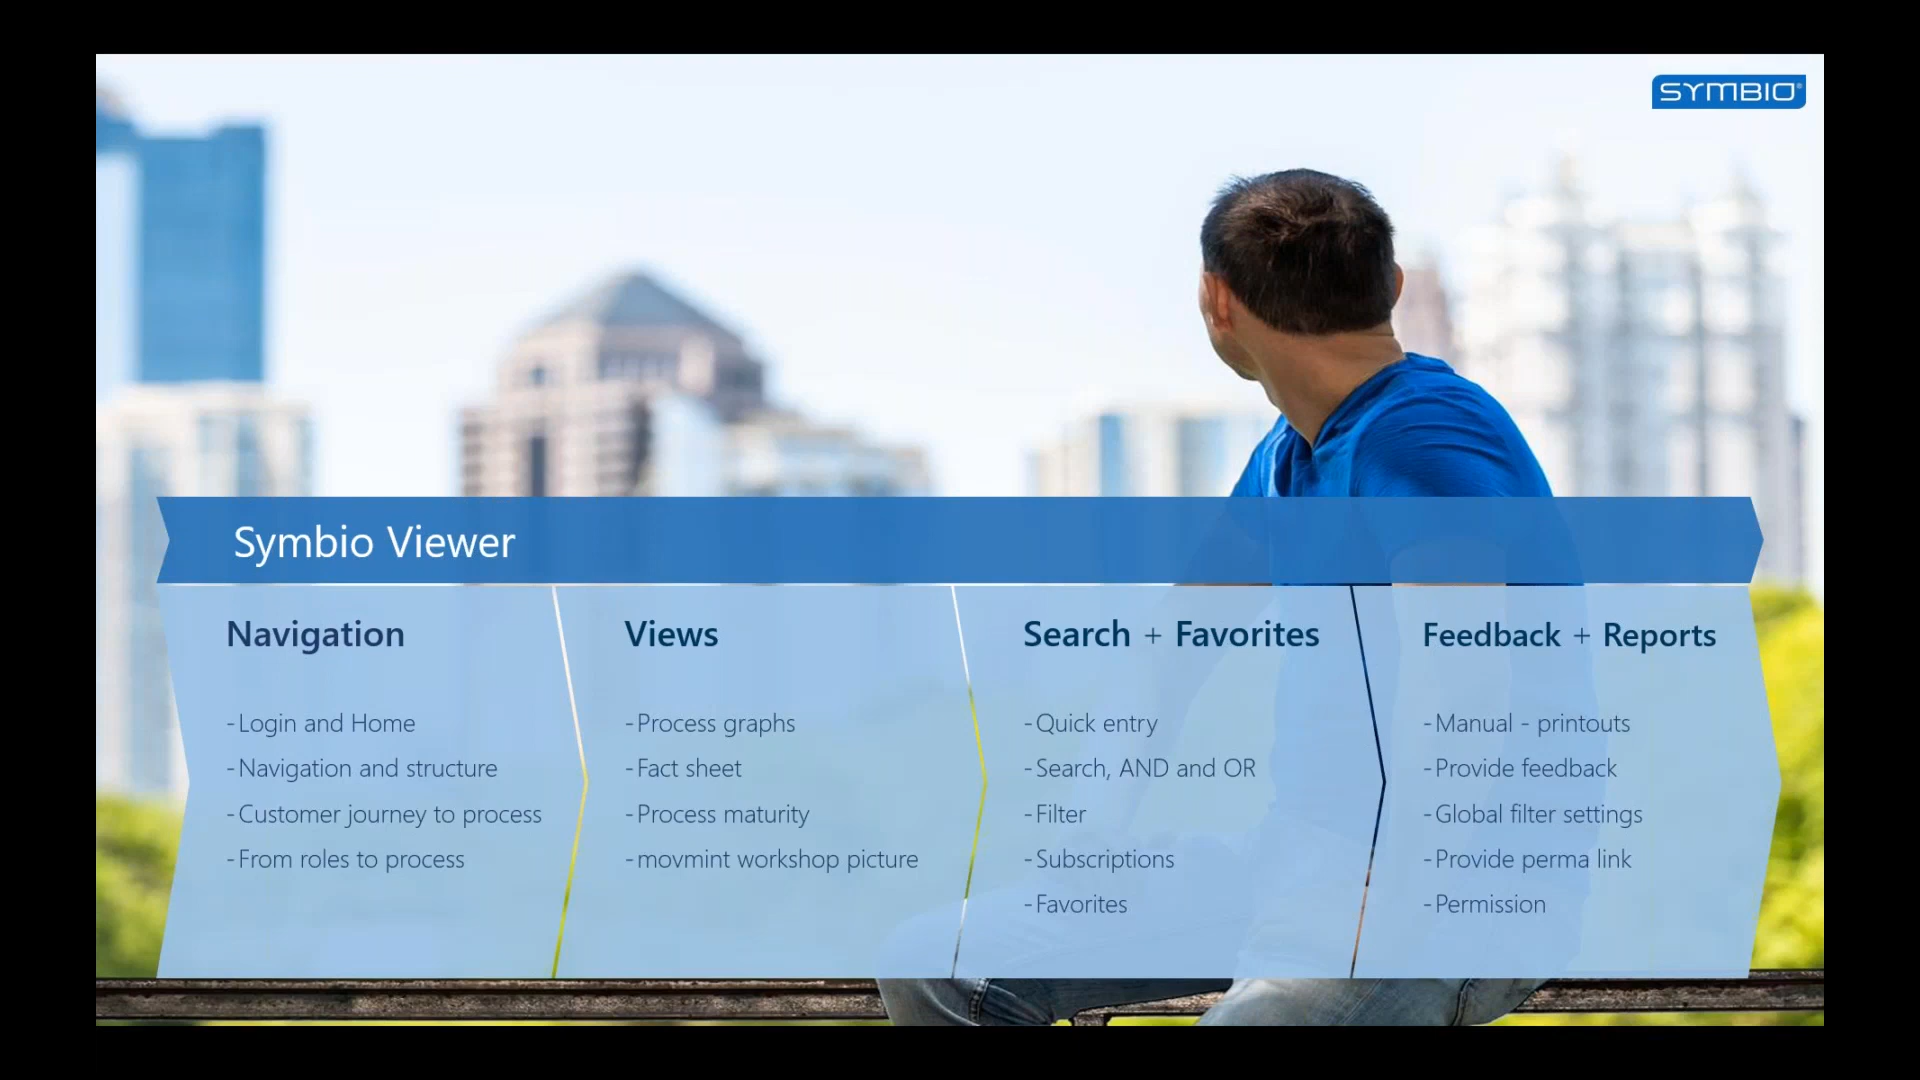 SYMBIO®
Symbio Viewer
Navigation
-Login and Home
-Navigation and structure
-Customer journey to process
-From roles to process
Views
-Process graphs
-Fact sheet
-Process maturity
-movmint workshop picture
Search + Favorites
-Quick entry
-Search, AND and OR
-Filter
-Subscriptions
-Favorites
Feedback + Reports
-Manual - printouts
-Provide feedback
-Global filter settings
-Provide perma link
-Permission